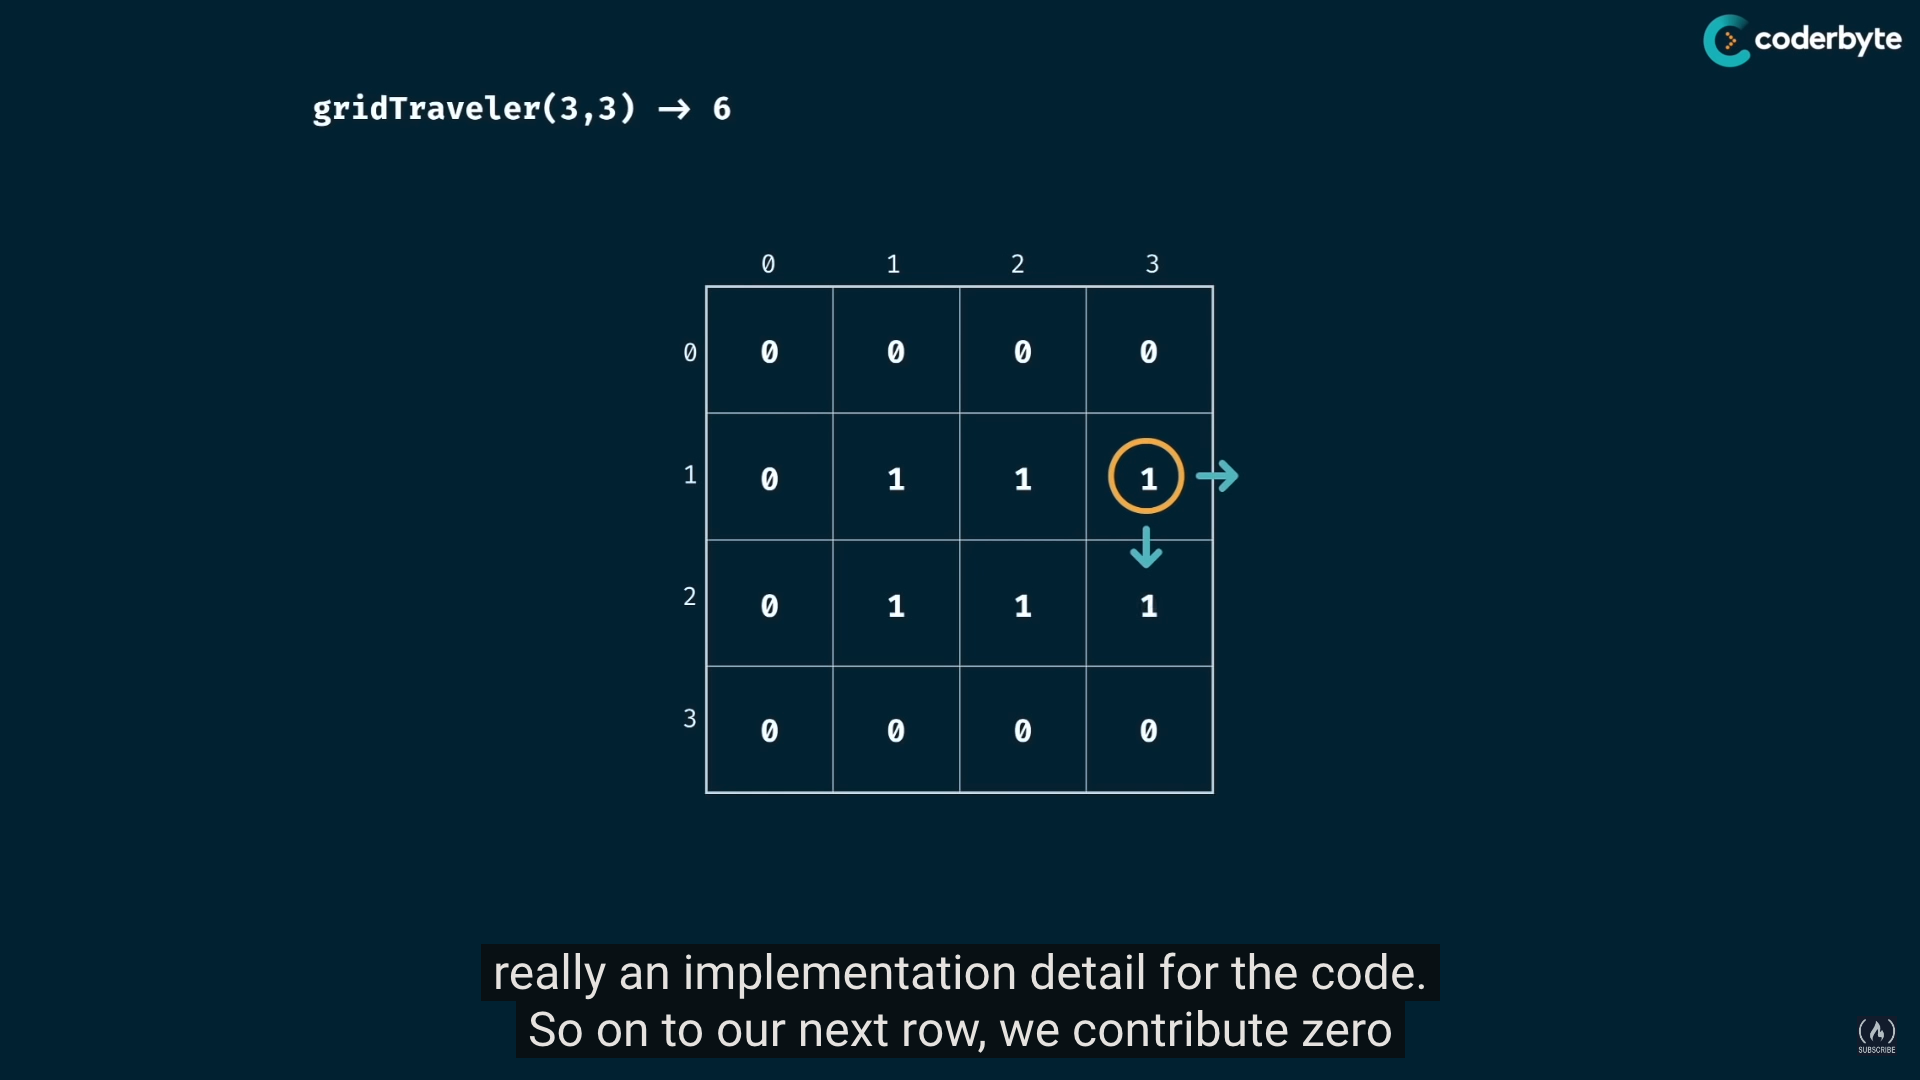 coderbyte
gridTraveler(3,3) → 6
0 1 2 3
0 0 0 0 0
1 0 1 1 1
2 0 1 1 1
3 0 0 0 0
really an implementation detail for the code.
So on to our next row, we contribute zero
SUBSCRIBE